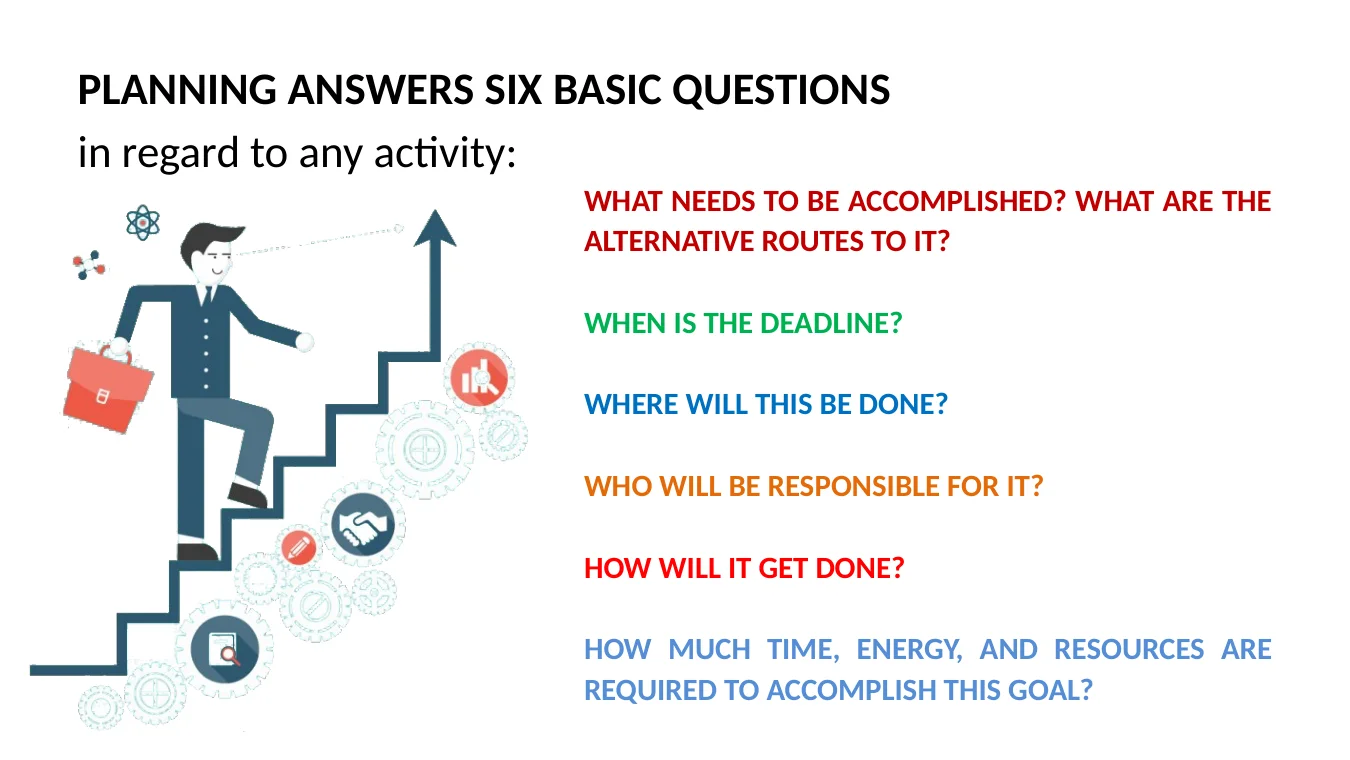 PLANNING ANSWERS SIX BASIC QUESTIONS
in regard to any activity:
WHAT NEEDS TO BE ACCOMPLISHED? WHAT ARE THE
ALTERNATIVE ROUTES TO IT?
WHEN IS THE DEADLINE?
WHERE WILL THIS BE DONE?
WHO WILL BE RESPONSIBLE FOR IT?
HOW WILL IT GET DONE?
HOW MUCH TIME, ENERGY, AND RESOURCES ARE
REQUIRED TO ACCOMPLISH THIS GOAL?